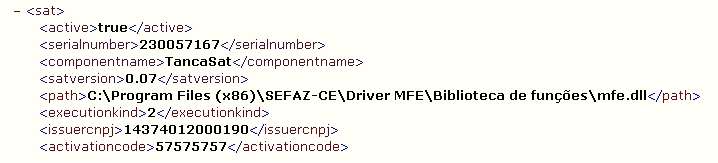 − <sat>
<active>true</active>
<serialnumber>230057167</serialnumber>
<componentname>TancaSat</componentname>
<satversion>0.07</satversion>
<path>C:\Program Files (x86)\SEFAZ-CE\Driver MFE\Biblioteca de funções\mfe.dll</path>
<executionkind>2</executionkind>
<issuercnpj>14374012000190</issuercnpj>
<activationcode>57575757</activationcode>